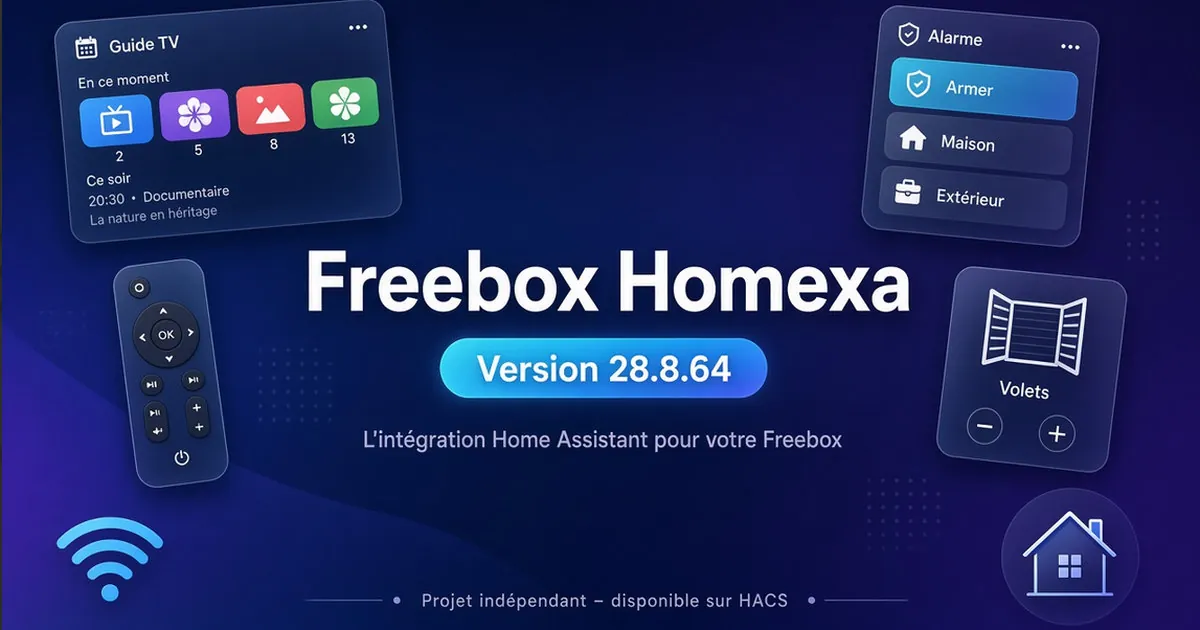 Guide TV
En ce moment
2
5
8
13
Ce soir
20:30 • Documentaire
La nature en héritage
Alarme
Armer
Maison
Extérieur
OK
Freebox Homexa
Version 28.8.64
L'intégration Home Assistant pour votre Freebox
Volets
Projet indépendant – disponible sur HACS